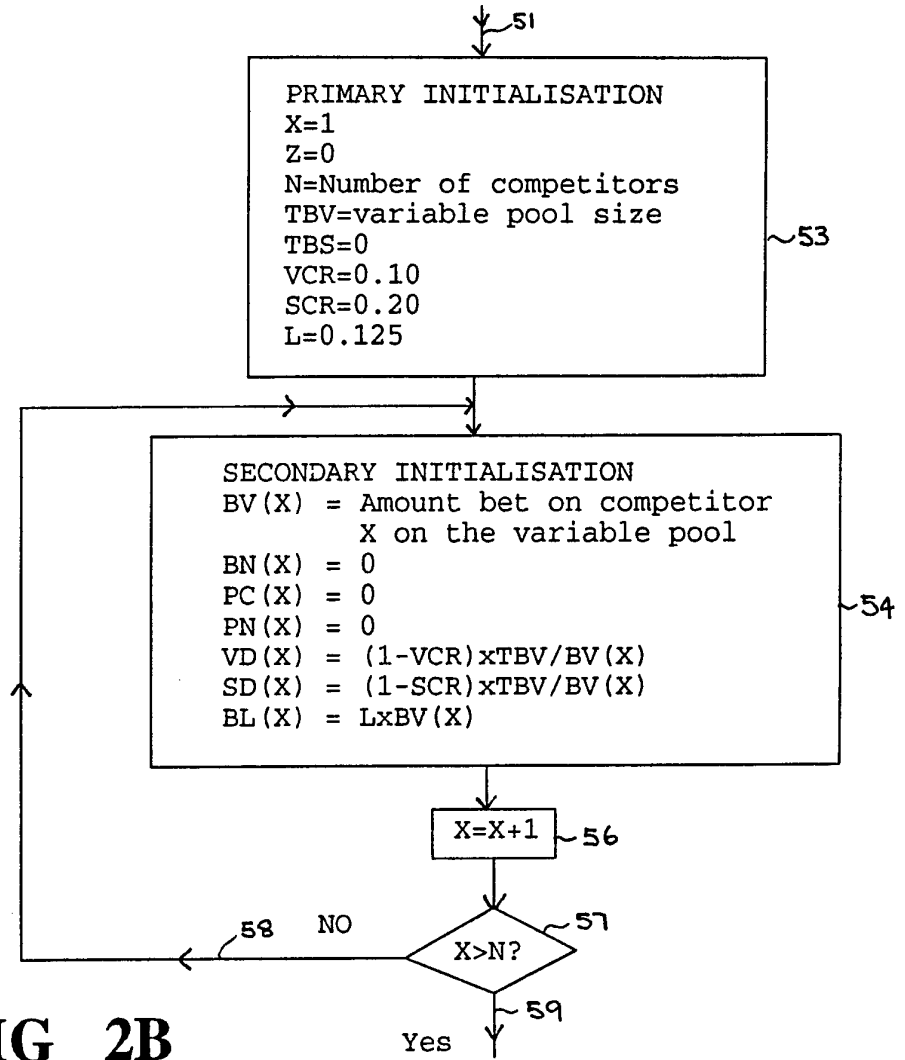 51
PRIMARY INITIALISATION
X=1
Z=0
N=Number of competitors
TBV=variable pool size
TBS=0
VCR=0.10
SCR=0.20
L=0.125
53
SECONDARY INITIALISATION
BV(X) = Amount bet on competitor
X on the variable pool
BN(X) = 0
PC(X) = 0
PN(X) = 0
VD(X) = (1-VCR)xTBV/BV(X)
SD(X) = (1-SCR)xTBV/BV(X)
BL(X) = LxBV(X)
54
X=X+1
56
57
58 NO
X>N?
59
Yes
IG 2B